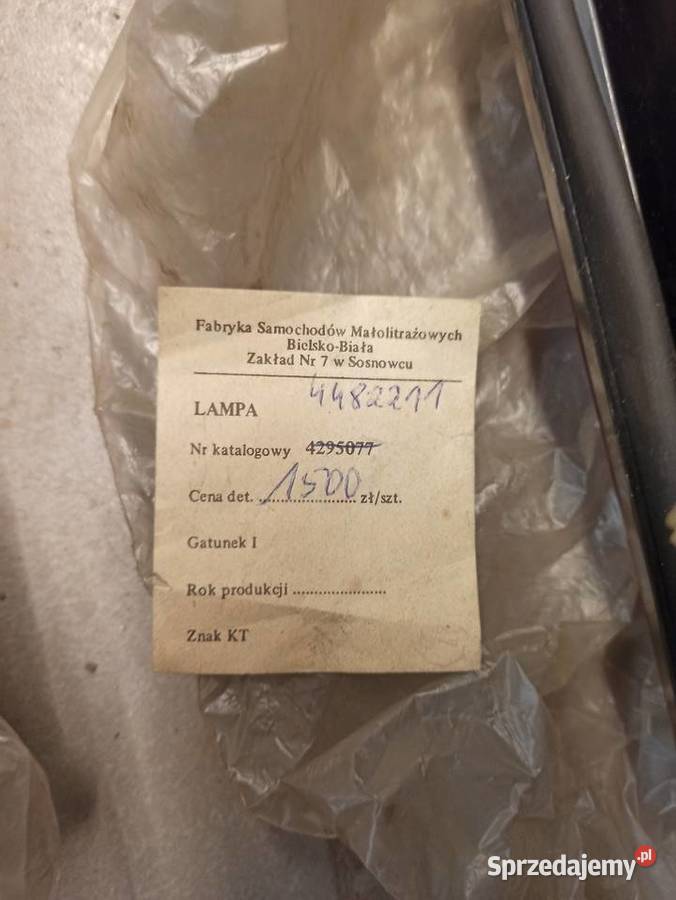 Fabryka Samochodów Małolitrażowych
Bielsko-Biała
Zakład Nr 7 w Sosnowcu
4482211
LAMPA
Nr katalogowy 4295077
Cena det. 1500 zł/szt.
Gatunek I
Rok produkcji ......................
Znak KT
Sprzedajemy.pl